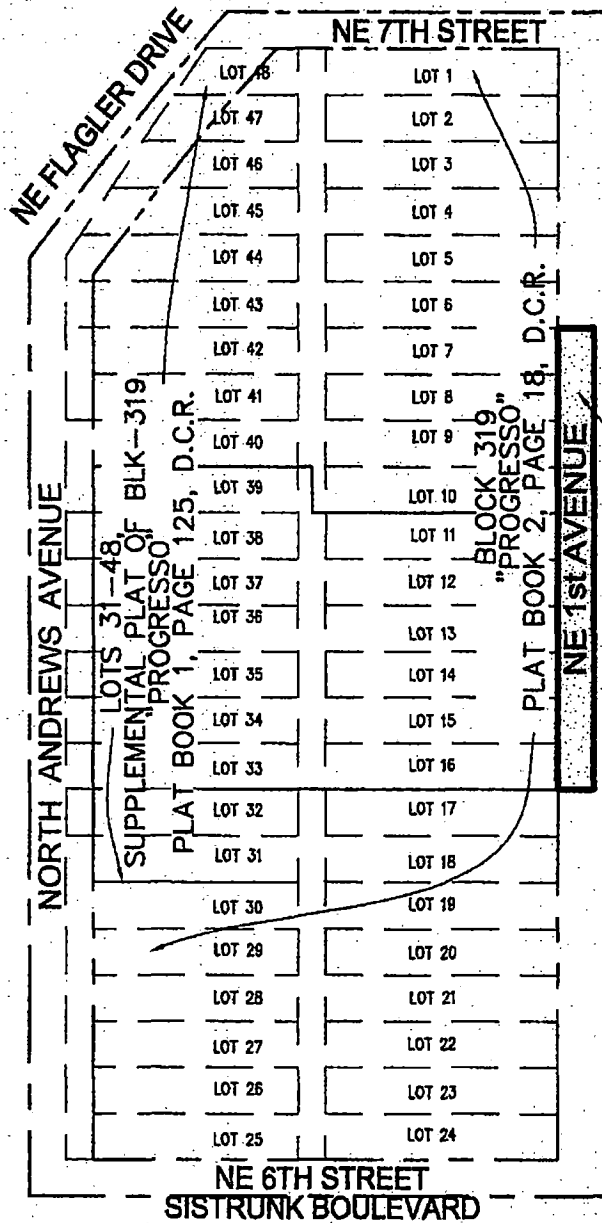 NE 7TH STREET
NE FLAGLER DRIVE
NORTH ANDREWS AVENUE
LOT 48
LOT 47
LOT 46
LOT 45
LOT 44
LOT 43
LOT 42
LOT 41
LOT 40
LOT 39
LOT 38
LOT 37
LOT 36
LOT 35
LOT 34
LOT 33
LOT 32
LOT 31
LOT 30
LOT 29
LOT 28
LOT 27
LOT 26
LOT 25
LOTS 31-48,
SUPPLEMENTAL PLAT OF BLK-319
"PROGRESSO"
PLAT BOOK 1, PAGE 125, D.C.R.
LOT 1
LOT 2
LOT 3
LOT 4
LOT 5
LOT 6
LOT 7
LOT 8
LOT 9
LOT 10
LOT 11
LOT 12
LOT 13
LOT 14
LOT 15
LOT 16
LOT 17
LOT 18
LOT 19
LOT 20
LOT 21
LOT 22
LOT 23
LOT 24
BLOCK 319
"PROGRESSO"
PLAT BOOK 2, PAGE 18, D.C.R.
NE 1st AVENUE
NE 6TH STREET
SISTRUNK BOULEVARD